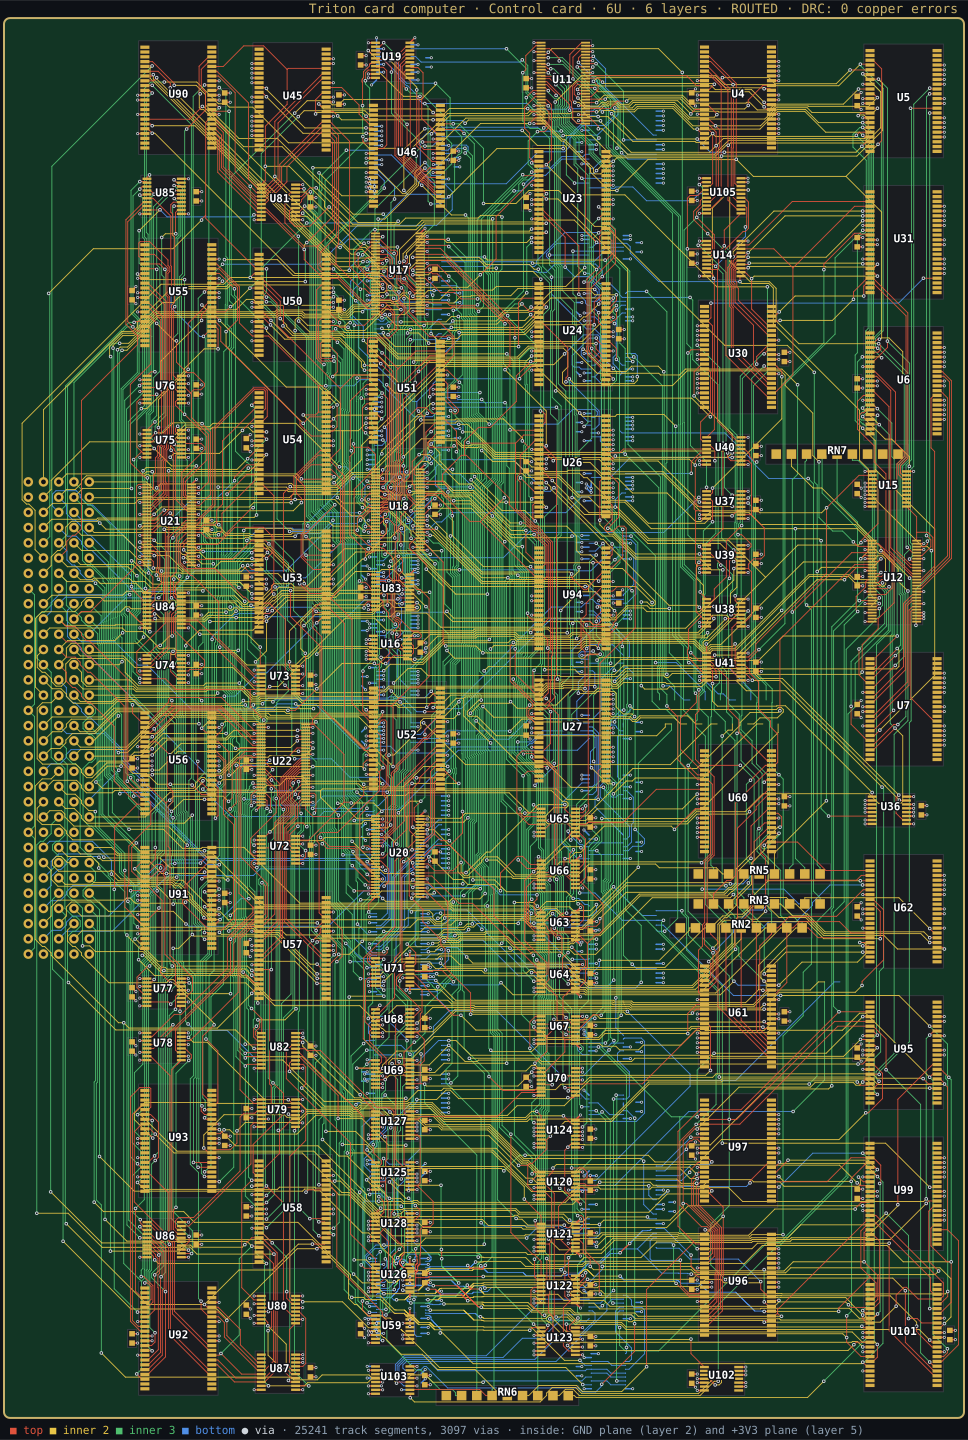 Triton card computer · Control card · 6U · 6 layers · ROUTED · DRC: 0 copper errors
U19
U11
U90
U45
U4
U5
U46
U85
U81
U23
U105
U31
U14
U17
U55
U50
U24
U30
U6
U76
U51
U75
U54
U40
RN7
U26
U15
U37
U18
U21
U39
U12
U53
U83
U94
U84
U38
U16
U74
U73
U41
U7
U27
U52
U56
U22
U60
U36
U65
U72
U20
U66
RN5
U91
RN3
U62
U63
RN2
U57
U71
U64
U77
U61
U68
U67
U78
U82
U95
U69
U70
U79
U127
U124
U93
U97
U125
U120
U99
U58
U128
U121
U86
U126
U122
U96
U80
U59
U92
U123
U101
U87
U103
U102
RN6
■ top ■ inner 2 ■ inner 3 ■ bottom ● via · 25241 track segments, 3097 vias · inside: GND plane (layer 2) and +3V3 plane (layer 5)